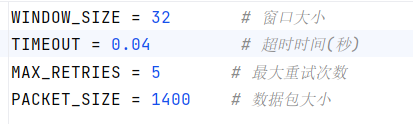 WINDOW_SIZE = 32 # 窗口大小
TIMEOUT = 0.04 # 超时时间(秒)
MAX_RETRIES = 5 # 最大重试次数
PACKET_SIZE = 1400 # 数据包大小